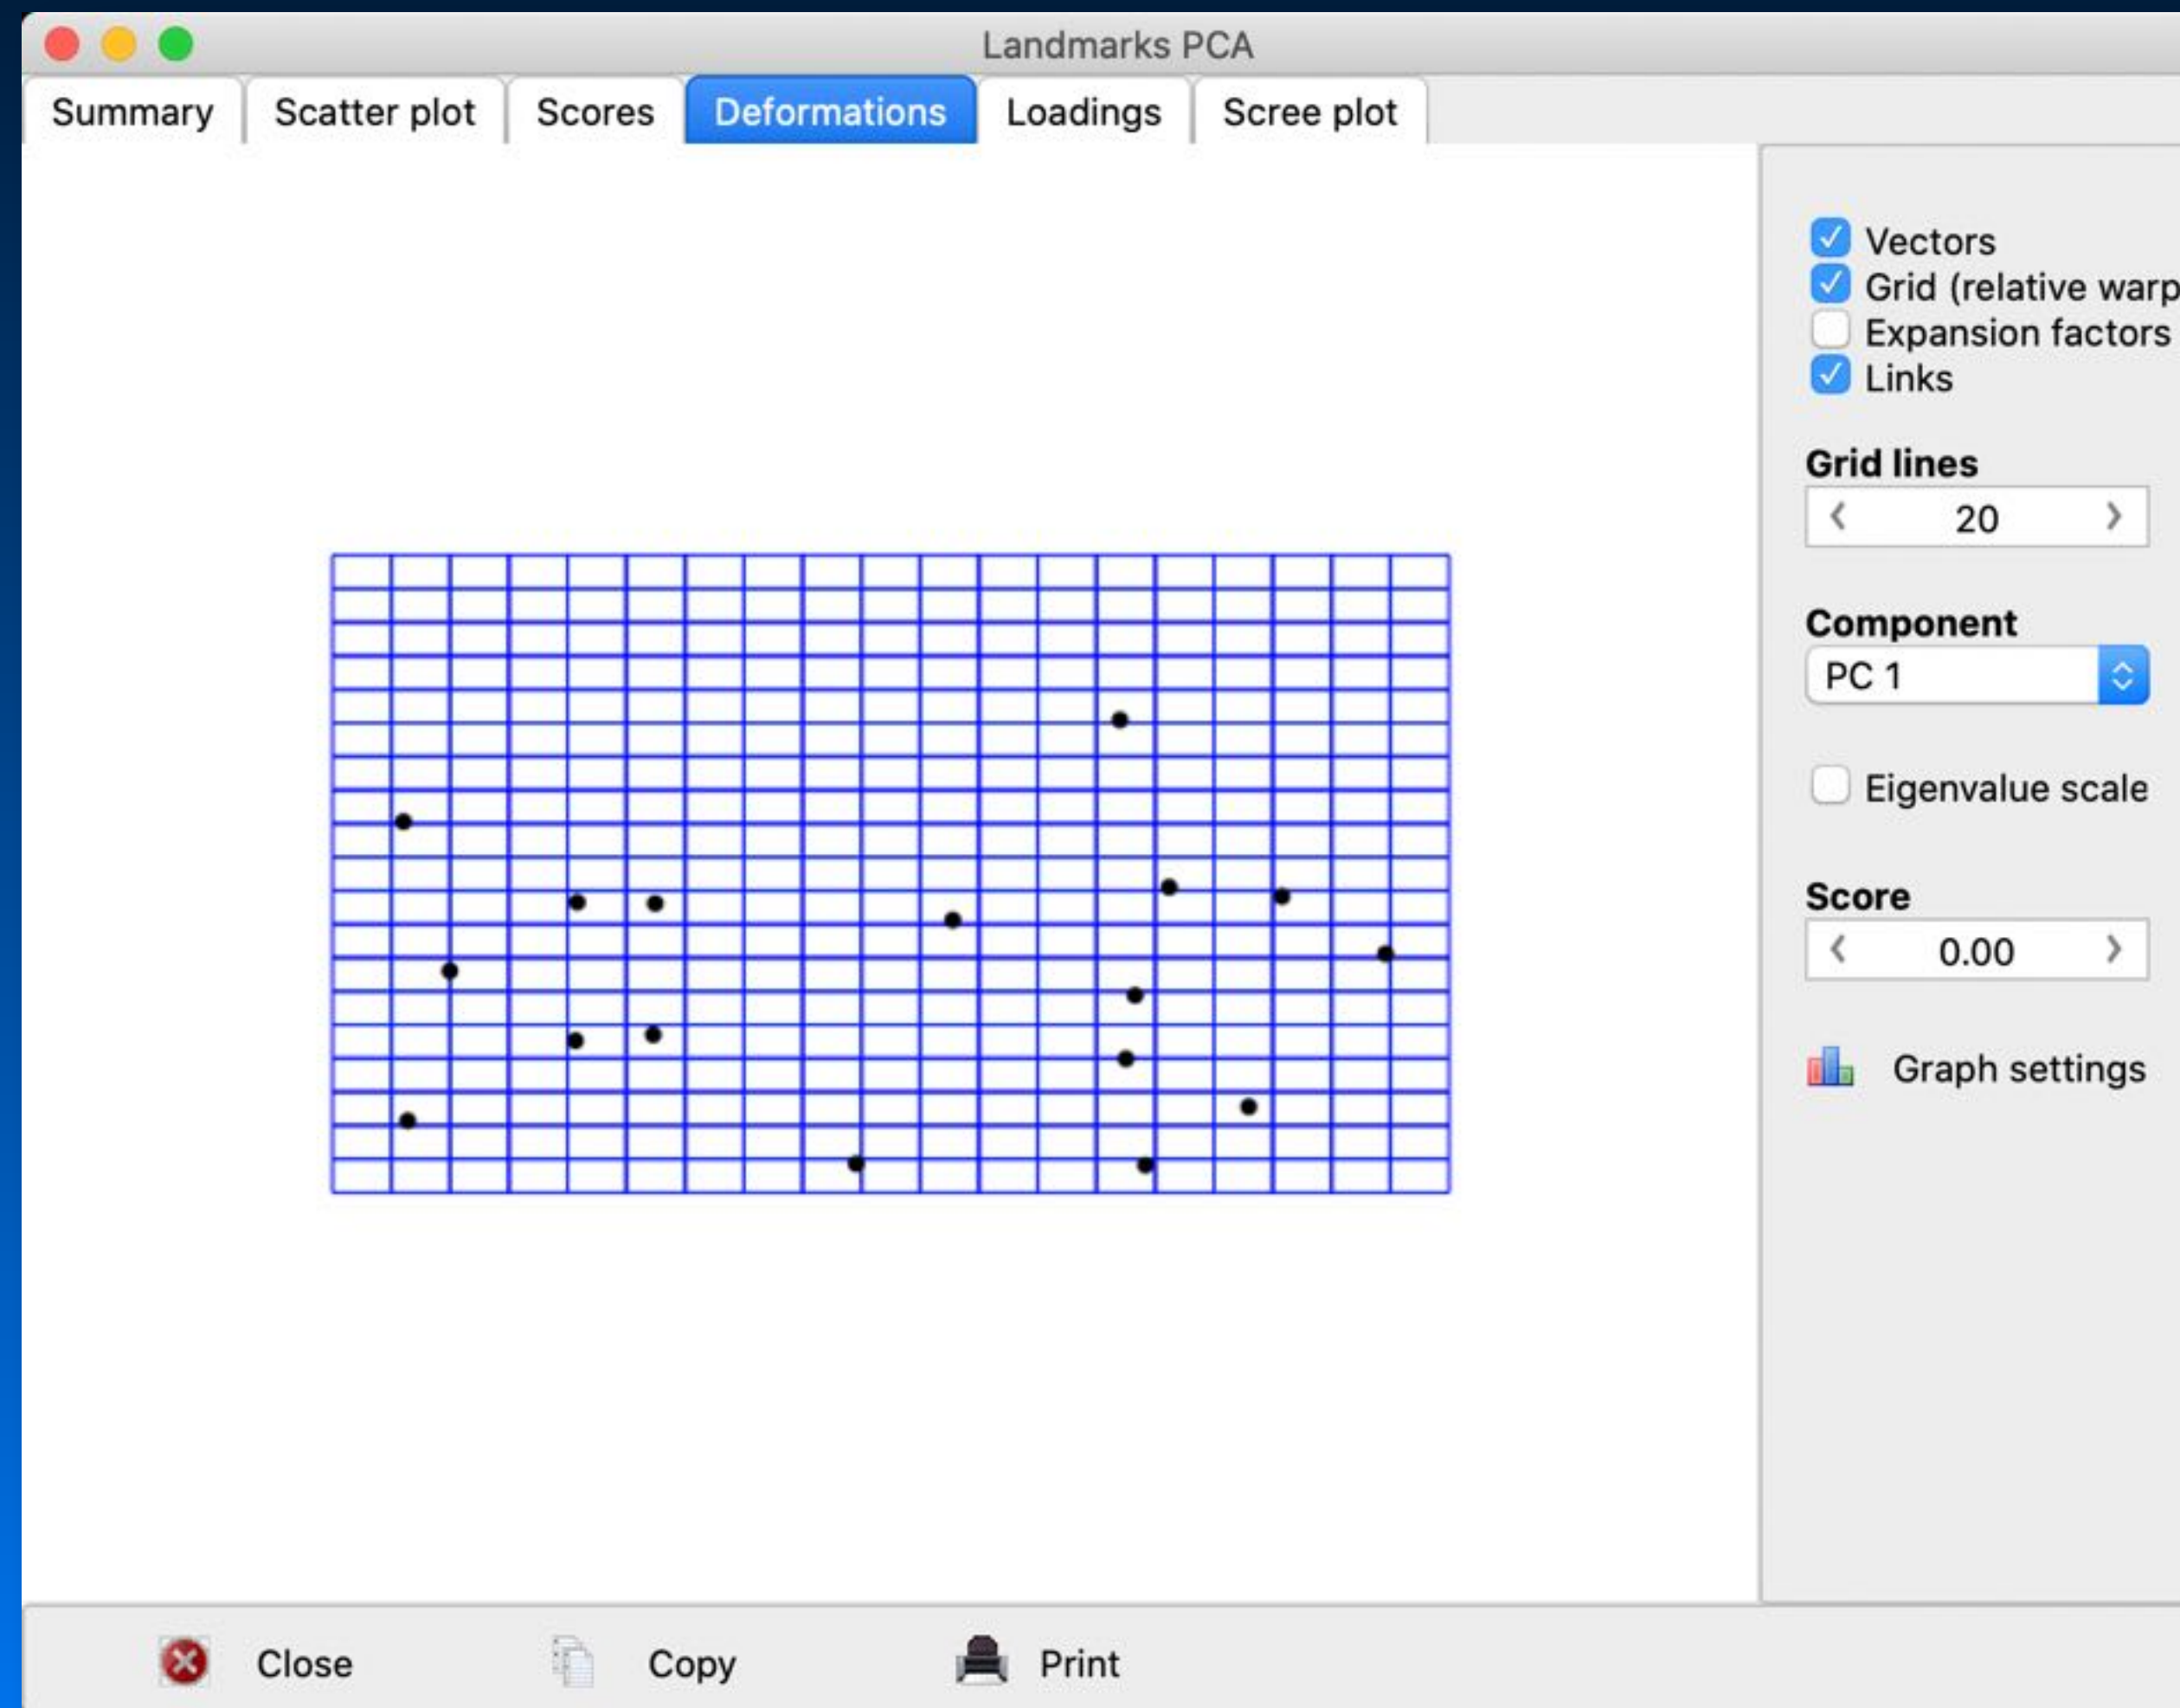 Landmarks PCA
Summary Scatter plot Scores Deformations Loadings Scree plot
Vectors
Grid (relative warp
Expansion factors
Links
Grid lines
20
Component
PC 1
Eigenvalue scale
Score
0.00
Graph settings
Close Copy Print